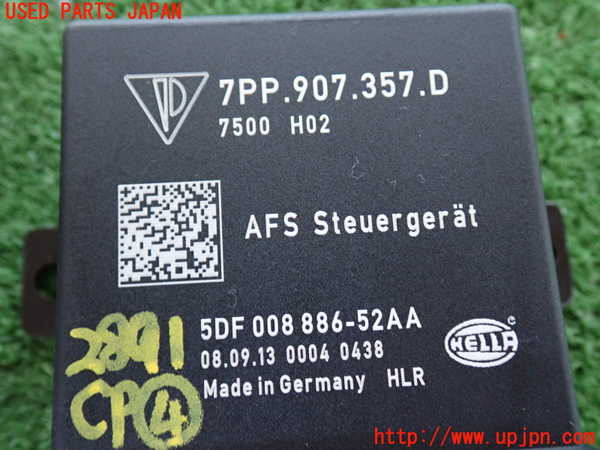 USED PARTS JAPAN
7PP.907.357.D
7500 H02
AFS Steuergerät
5DF 008 886-52AA
08.09.13 0004 0438
Made in Germany HLR
HELLA
2891
CP④
http://www.upjpn.com/